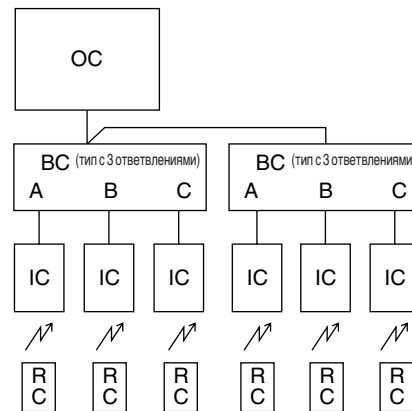 OC
BC (тип с 3 ответвлениями) BC (тип с 3 ответвлениями
A B C A B C
IC IC IC IC IC IC
R R R R R R
C C C C C C